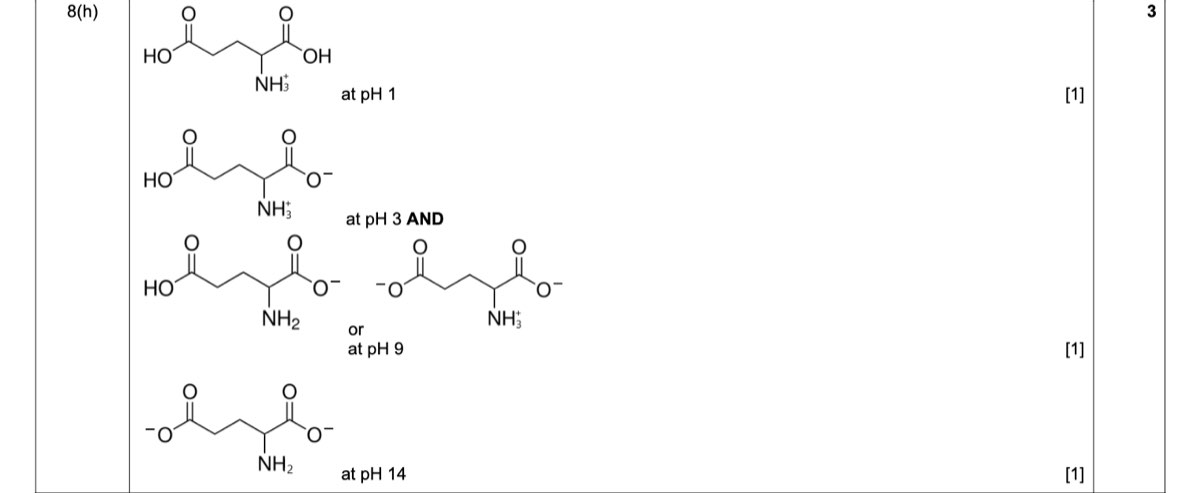 8(h) 3
O O
HO OH
NH3+
at pH 1 [1]
O O
HO O−
NH3+
at pH 3 AND
O O O O
HO O− −O O−
NH2 NH3+
or
at pH 9 [1]
O O
−O O−
NH2
at pH 14 [1]